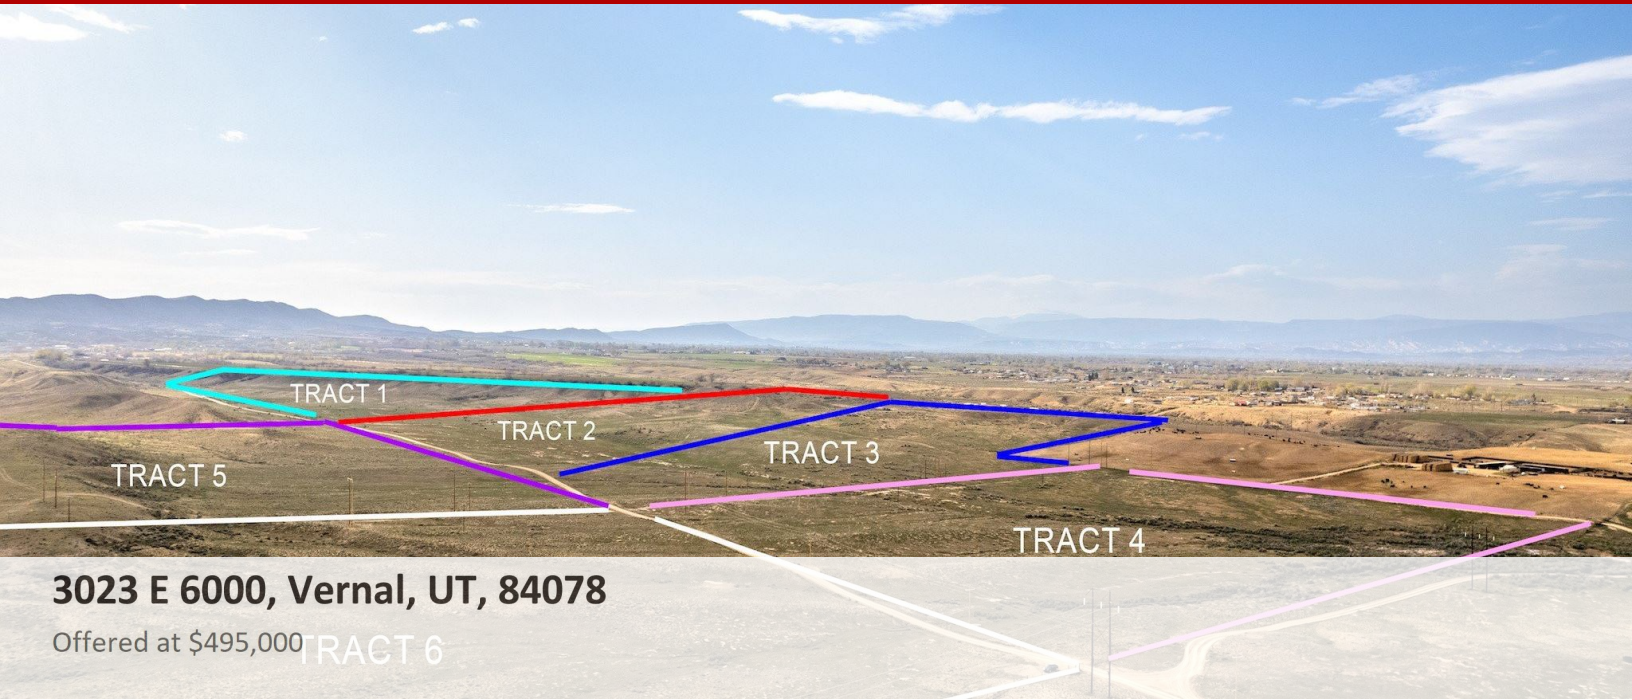 TRACT 1
TRACT 2
TRACT 3
TRACT 5
TRACT 4
3023 E 6000, Vernal, UT, 84078
Offered at $495,000
TRACT 6